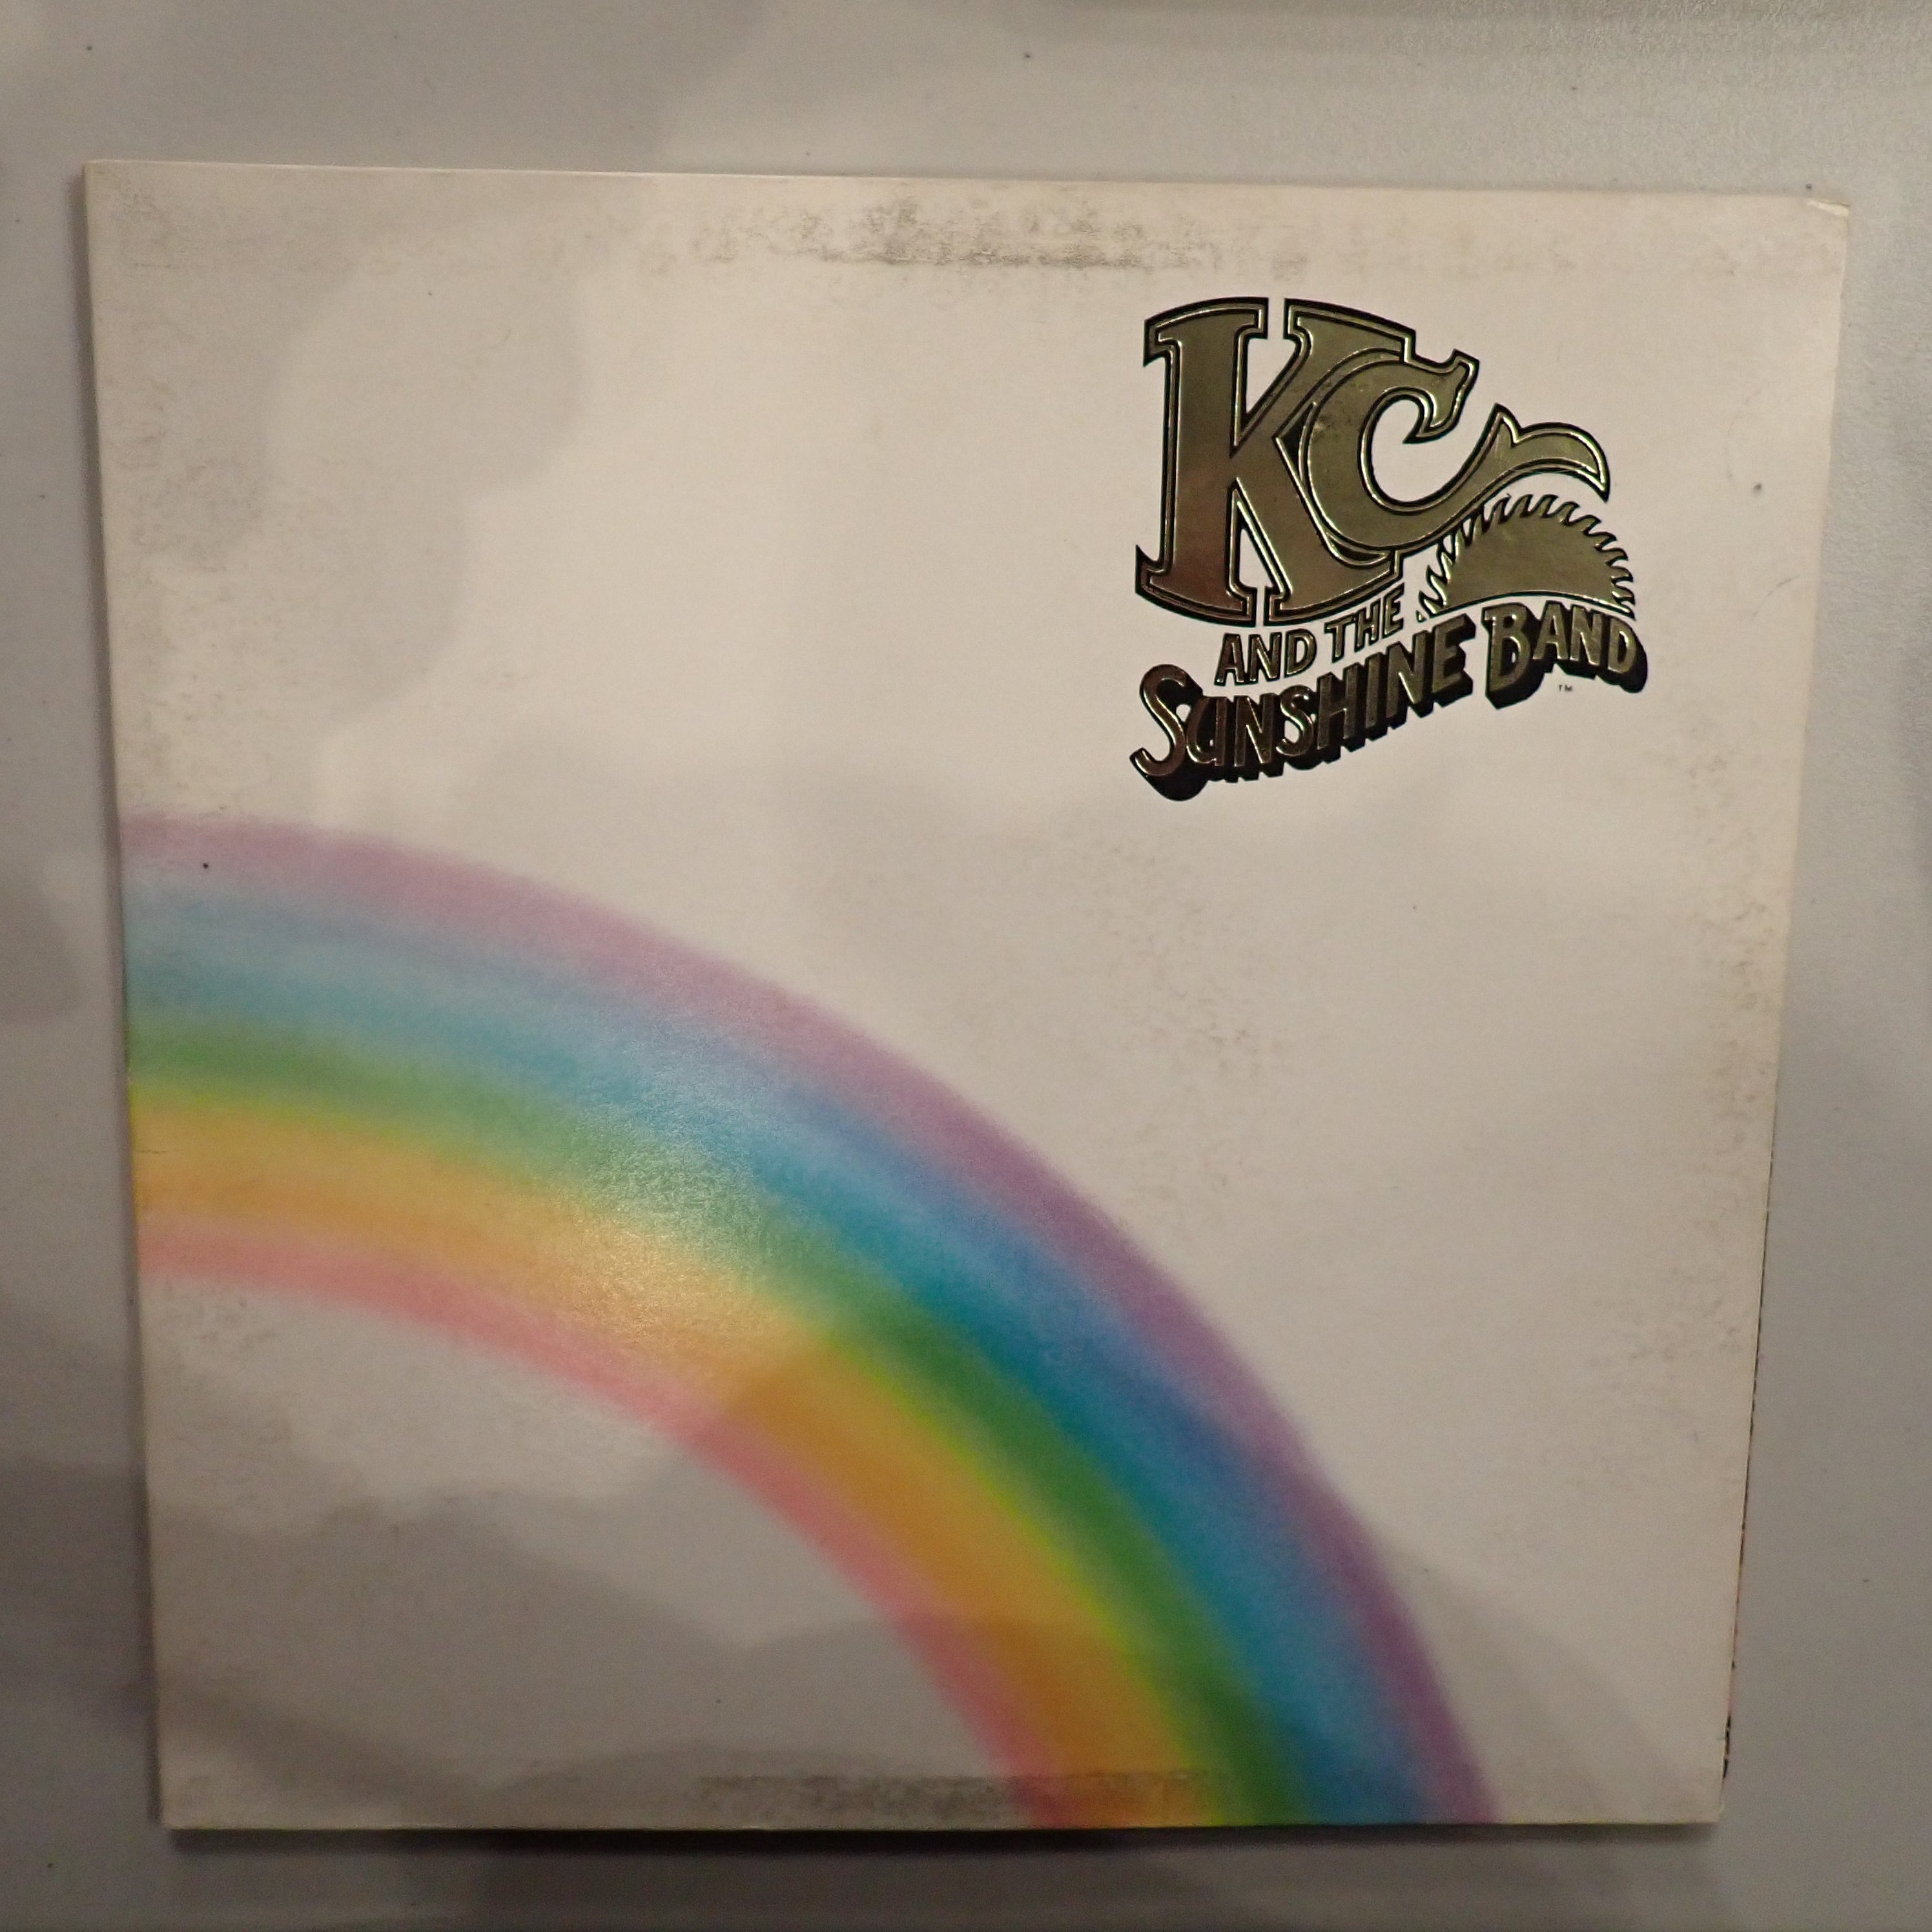 KC
AND THE
SUNSHINE BAND
TM